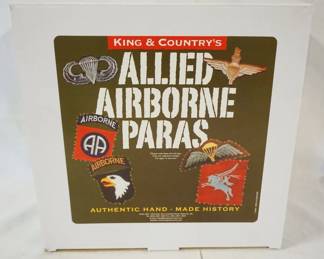 KING & COUNTRY'S
ALLIED
AIRBORNE
PARAS
AIRBORNE
AA
AIRBORNE
AUTHENTIC HAND - MADE HISTORY